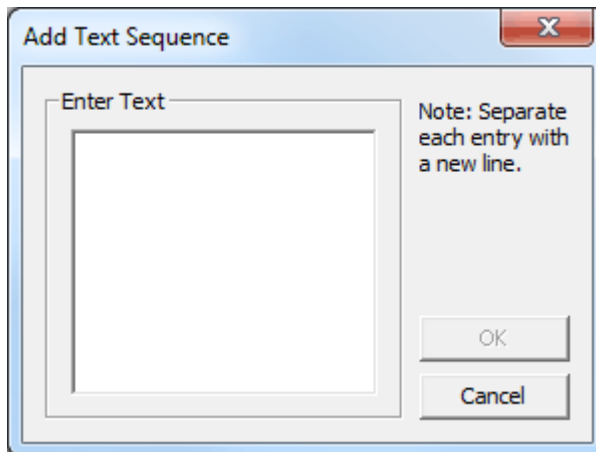 Add Text Sequence
Enter Text
Note: Separate
each entry with
a new line.
OK
Cancel